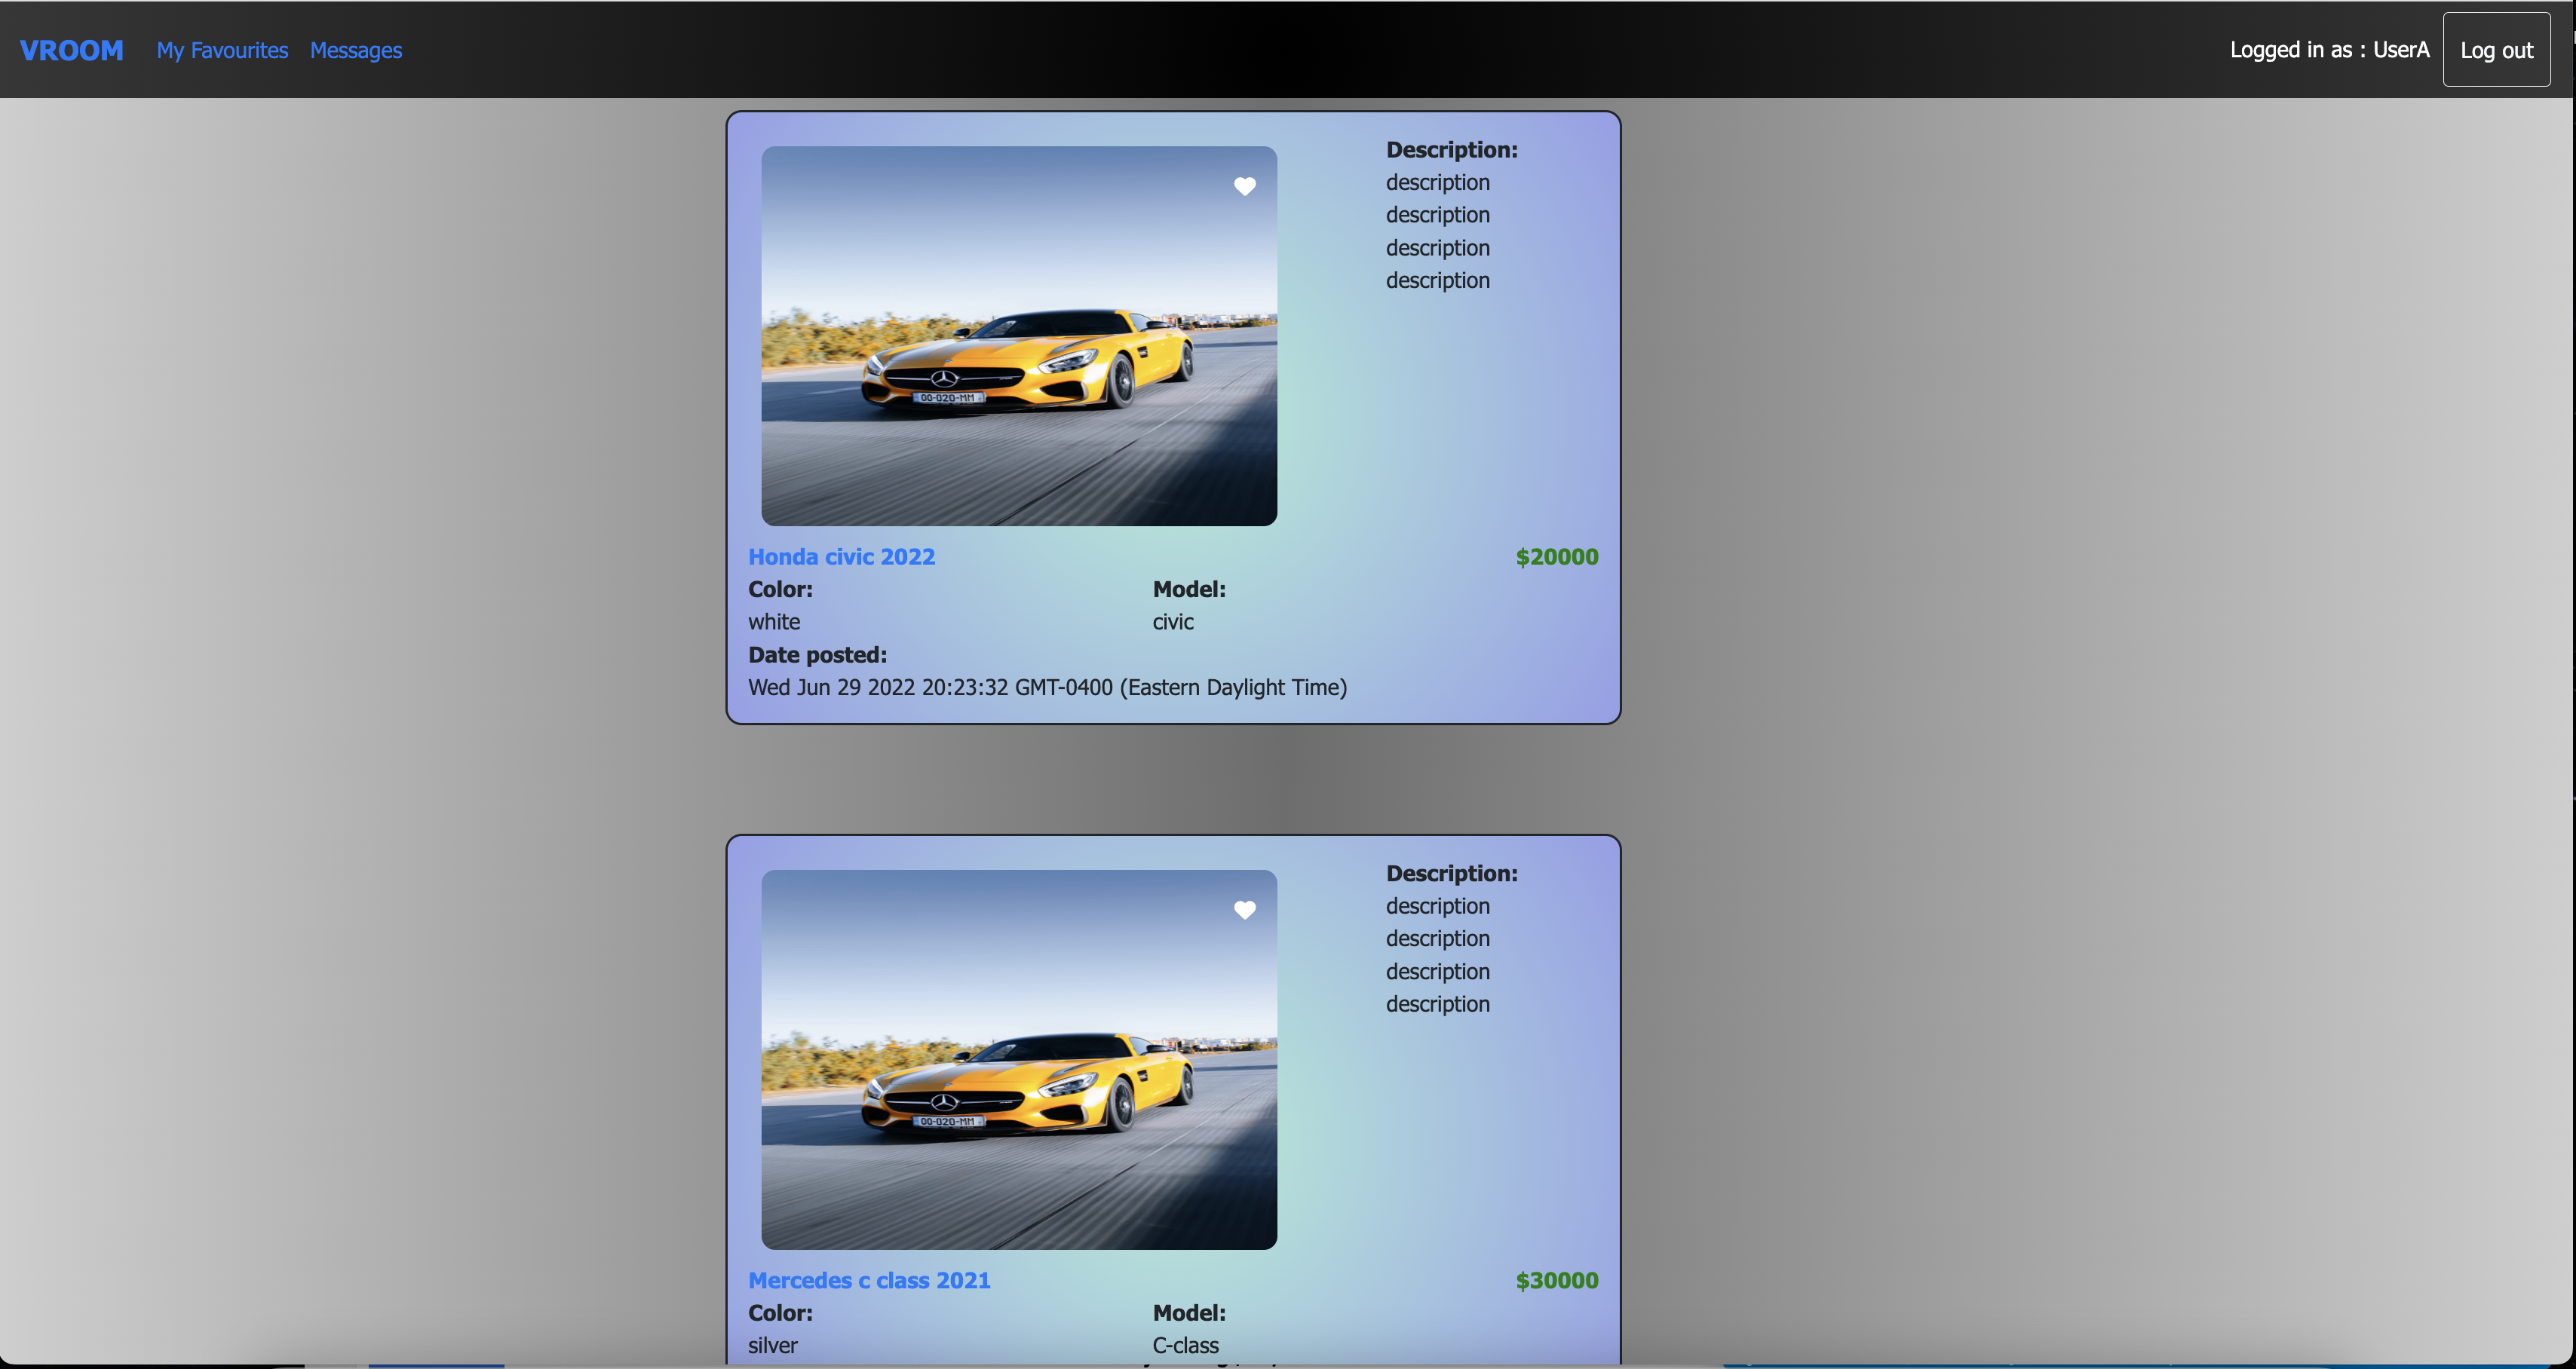 VROOM My Favourites Messages Logged in as : UserA Log out
Description:
description
description
description
description
00-020-MM
Honda civic 2022 $20000
Color: Model:
white civic
Date posted:
Wed Jun 29 2022 20:23:32 GMT-0400 (Eastern Daylight Time)
Description:
description
description
description
description
00-020-MM
Mercedes c class 2021 $30000
Color: Model:
silver C-class